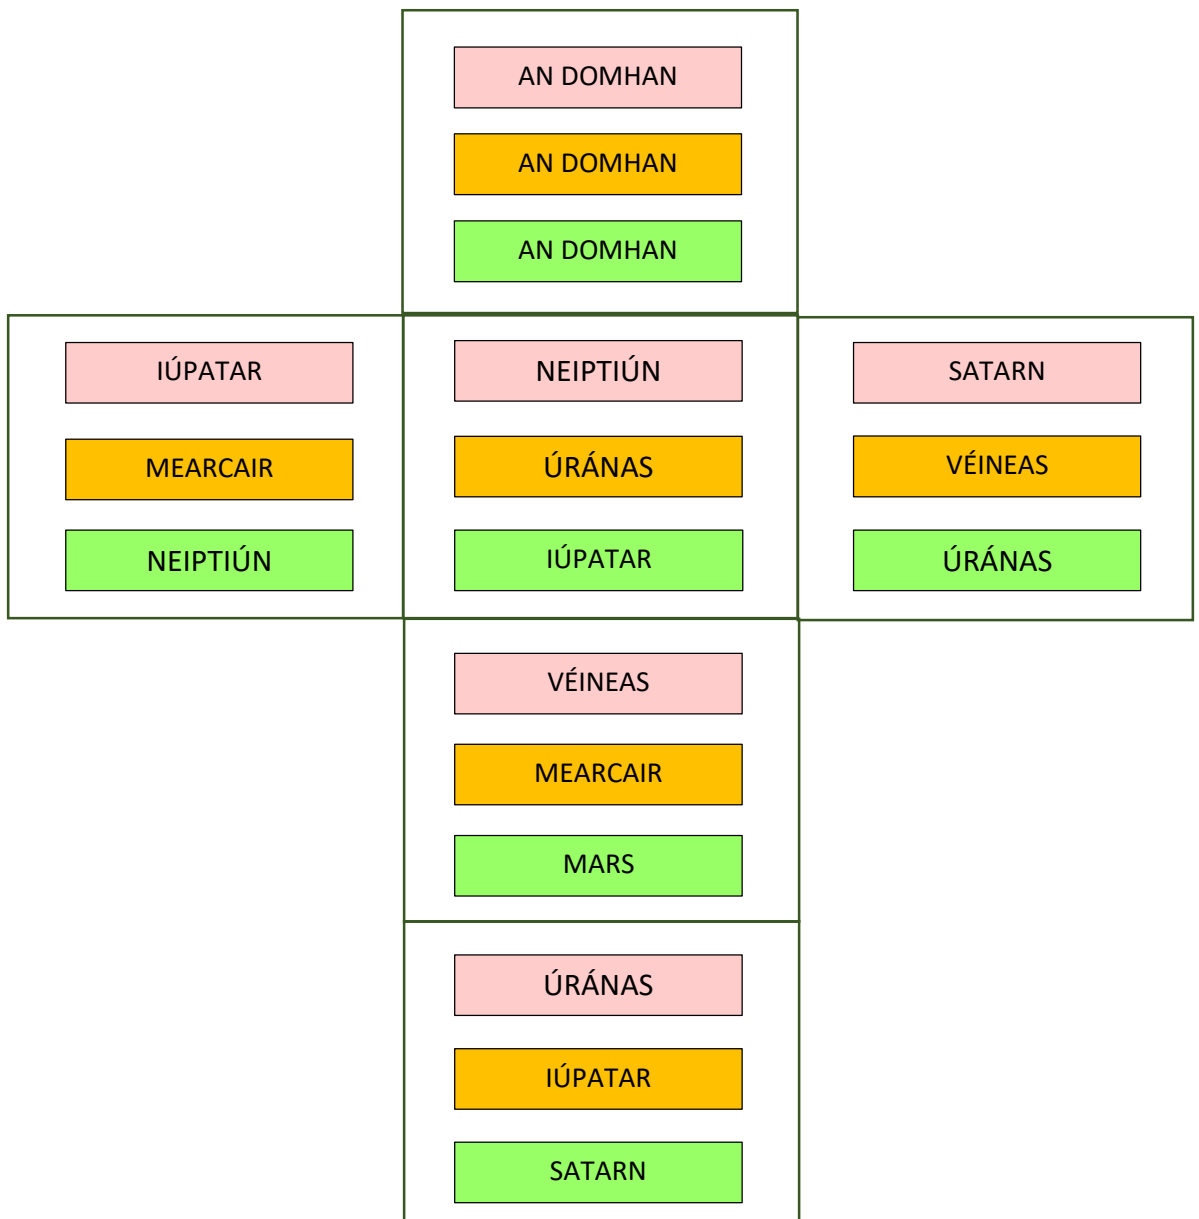 AN DOMHAN
AN DOMHAN
AN DOMHAN
IÚPATAR
MEARCAIR
NEIPTIÚN
NEIPTIÚN
ÚRÁNAS
IÚPATAR
SATARN
VÉINEAS
ÚRÁNAS
VÉINEAS
MEARCAIR
MARS
ÚRÁNAS
IÚPATAR
SATARN